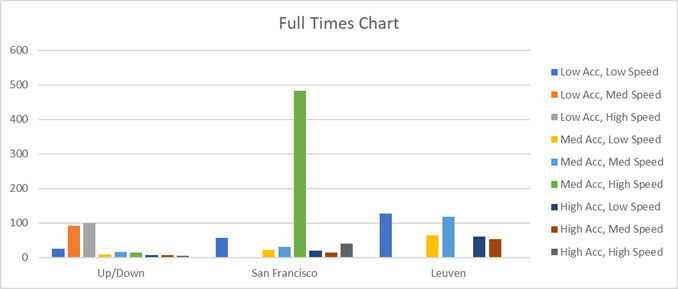 Full Times Chart
600
500
400
300
200
100
0
Up/Down
San Francisco
Leuven
Low Acc, Low Speed
Low Acc, Med Speed
Low Acc, High Speed
Med Acc, Low Speed
Med Acc, Med Speed
Med Acc, High Speed
High Acc, Low Speed
High Acc, Med Speed
High Acc, High Speed